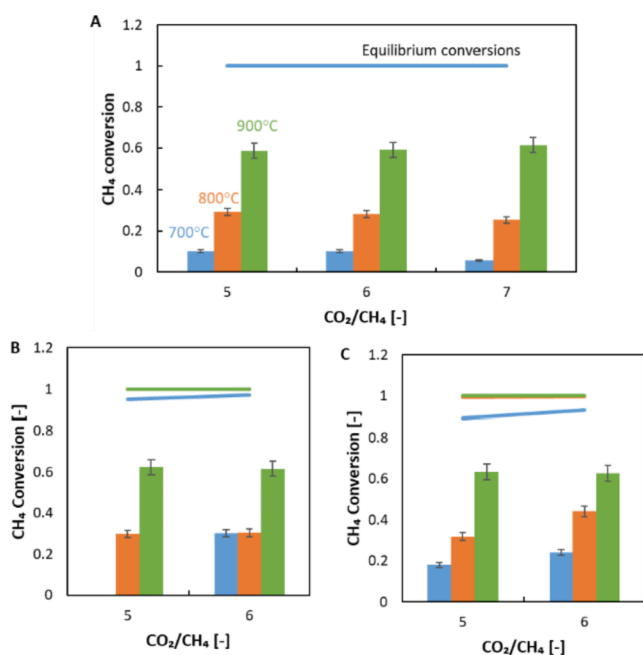 A
1.2
1
0.8
0.6
0.4
0.2
0
CH₄ conversion
Equilibrium conversions
900°C
800°C
700°C
5 6 7
CO₂/CH₄ [-]
B
1.2
1
0.8
0.6
0.4
0.2
0
CH₄ Conversion [-]
5 6
CO₂/CH₄ [-]
C
1.2
1
0.8
0.6
0.4
0.2
0
CH₄ Conversion [-]
5 6
CO₂/CH₄ [-]